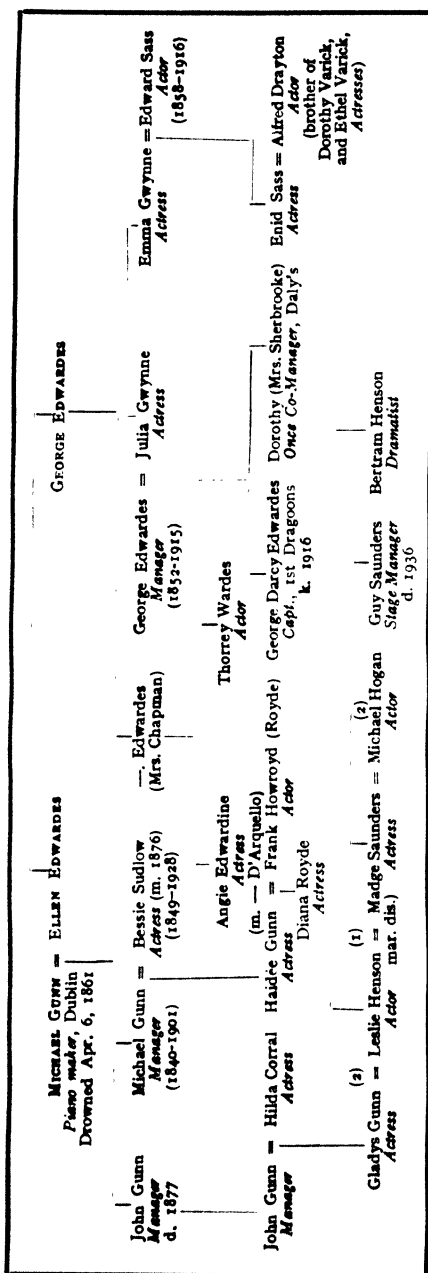 MICHAEL GUNN = ELLEN EDWARDES
Piano maker, Dublin
Drowned Apr. 6, 1861
GEORGE EDWARDES
John Gunn
Manager
d. 1877
Michael Gunn = Bessie Sudlow
Manager
(1840-1901)
Actress (m. 1876)
(1849-1928)
—. Edwardes
(Mrs. Chapman)
George Edwardes = Julia Gwynne
Manager
(1852-1915)
Actress
Emma Gwynne = Edward Sass
Actress
Actor
(1858-1916)
Angie Edwardine
Actress
(m. — D'Arquello)
Thorrey Wardes
Actor
John Gunn = Hilda Corral
Manager
Actress
Haidée Gunn = Frank Howroyd (Royde)
Actress
Actor
Diana Royde
Actress
George Darcy Edwardes
Capt., 1st Dragoons
k. 1916
Dorothy (Mrs. Sherbrooke)
Once Co-Manager, Daly's
Enid Sass = Alfred Drayton
Actress
Actor
(brother of
Dorothy Varick,
and Ethel Varick,
Actresses)
(2) (1) (2)
Gladys Gunn = Leslie Henson = Madge Saunders = Michael Hogan
Actress
Actor
mar. dis.)
Actress
Actor
Guy Saunders
Stage Manager
d. 1936
Bertram Henson
Dramatist